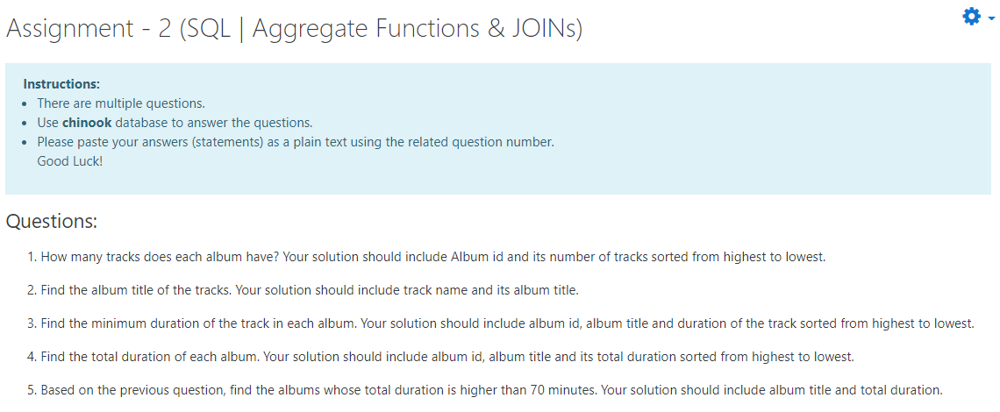 Assignment - 2 (SQL | Aggregate Functions & JOINs)
Instructions:
• There are multiple questions.
• Use chinook database to answer the questions.
• Please paste your answers (statements) as a plain text using the related question number.
Good Luck!
Questions:
1. How many tracks does each album have? Your solution should include Album id and its number of tracks sorted from highest to lowest.
2. Find the album title of the tracks. Your solution should include track name and its album title.
3. Find the minimum duration of the track in each album. Your solution should include album id, album title and duration of the track sorted from highest to lowest.
4. Find the total duration of each album. Your solution should include album id, album title and its total duration sorted from highest to lowest.
5. Based on the previous question, find the albums whose total duration is higher than 70 minutes. Your solution should include album title and total duration.